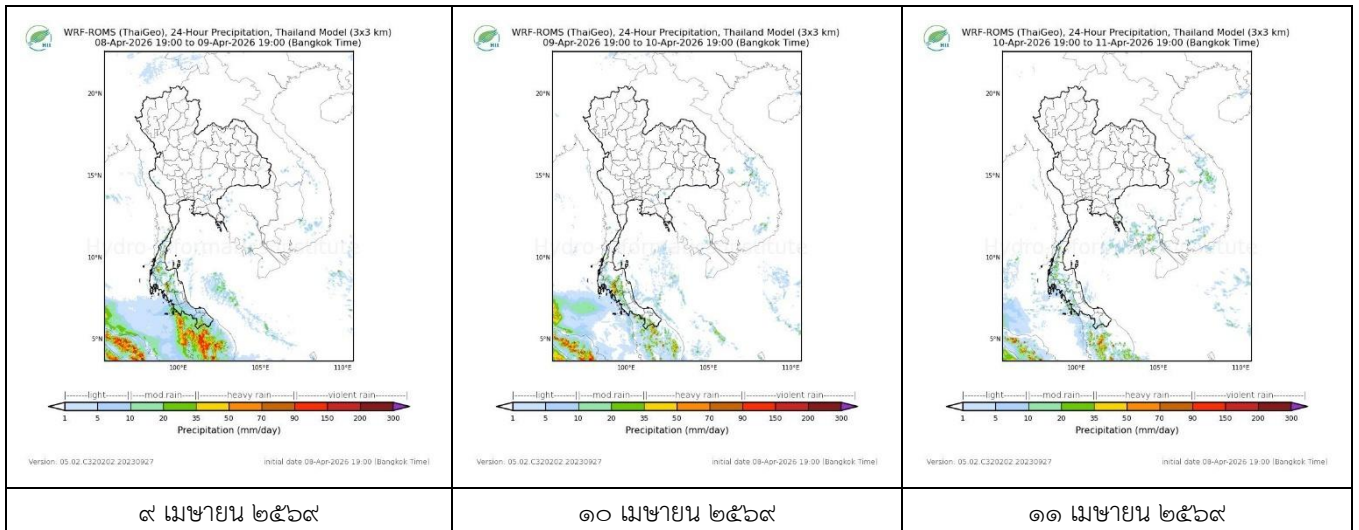 WRF-ROMS (ThaiGeo), 24-Hour Precipitation, Thailand Model (3x3 km)
08-Apr-2026 19:00 to 09-Apr-2026 19:00 (Bangkok Time)
HII
20°N
15°N
10°N
5°N
Hydro Informatics Institute
100°E 105°E 110°E
light mod rain heavy rain violent rain
1 5 10 20 35 50 70 90 150 200 300
Precipitation (mm/day)
Version: 05.02.C320202.20230927 initial date:08-Apr-2026 19:00 (Bangkok Time)
๙ เมษายน ๒๕๖๙
WRF-ROMS (ThaiGeo), 24-Hour Precipitation, Thailand Model (3x3 km)
09-Apr-2026 19:00 to 10-Apr-2026 19:00 (Bangkok Time)
HII
20°N
15°N
10°N
5°N
Hydro Informatics Institute
100°E 105°E 110°E
light mod rain heavy rain violent rain
1 5 10 20 35 50 70 90 150 200 300
Precipitation (mm/day)
Version: 05.02.C320202.20230927 initial date:08-Apr-2026 19:00 (Bangkok Time)
๑๐ เมษายน ๒๕๖๙
WRF-ROMS (ThaiGeo), 24-Hour Precipitation, Thailand Model (3x3 km)
10-Apr-2026 19:00 to 11-Apr-2026 19:00 (Bangkok Time)
HII
20°N
15°N
10°N
5°N
Hydro Informatics Institute
100°E 105°E 110°E
light mod rain heavy rain violent rain
1 5 10 20 35 50 70 90 150 200 300
Precipitation (mm/day)
Version: 05.02.C320202.20230927 initial date:08-Apr-2026 19:00 (Bangkok Time)
๑๑ เมษายน ๒๕๖๙